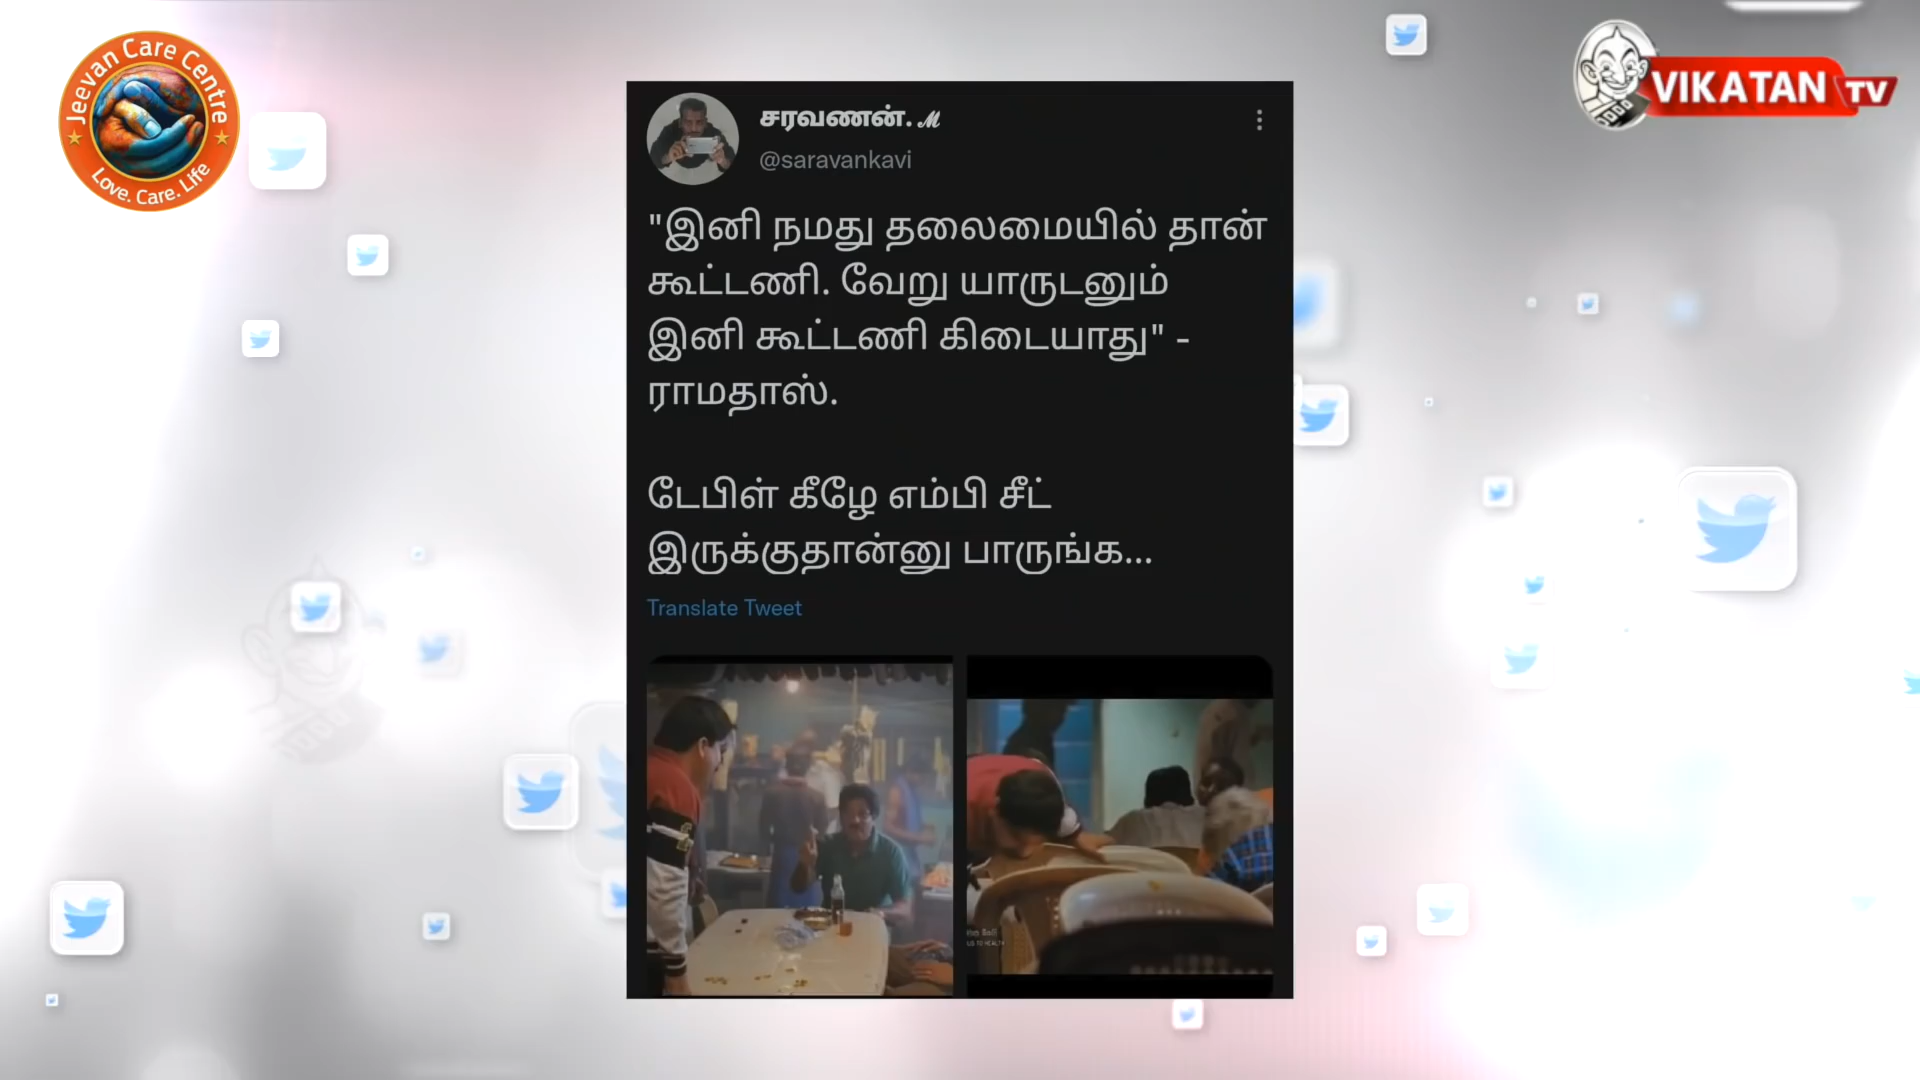 Jeevan Care Centre
Love. Care. Life
VIKATAN TV
சரவணன். ℳ
@saravankavi
"இனி நமது தலைமையில் தான்
கூட்டணி. வேறு யாருடனும்
இனி கூட்டணி கிடையாது" -
ராமதாஸ்.
டேபிள் கீழே எம்பி சீட்
இருக்குதான்னு பாருங்க...
Translate Tweet